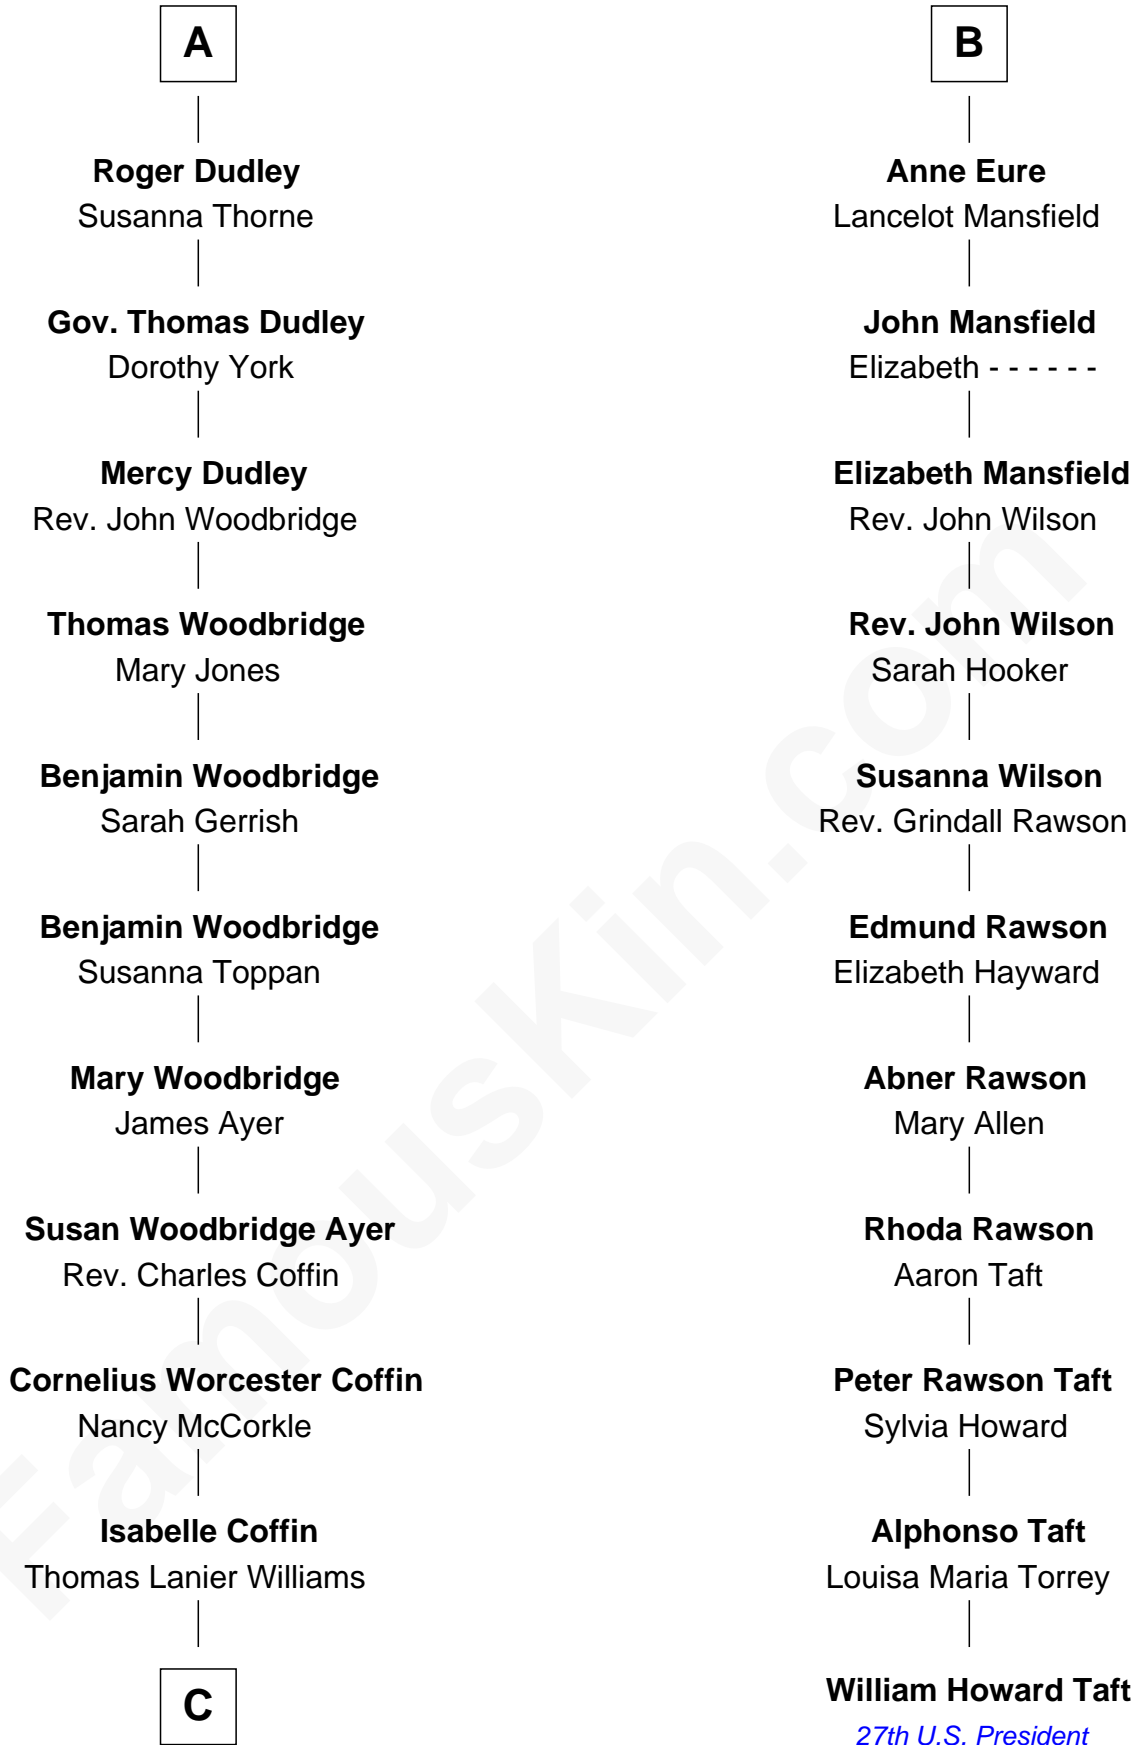 A
Roger Dudley
Susanna Thorne
Gov. Thomas Dudley
Dorothy York
Mercy Dudley
Rev. John Woodbridge
Thomas Woodbridge
Mary Jones
Benjamin Woodbridge
Sarah Gerrish
Benjamin Woodbridge
Susanna Toppan
Mary Woodbridge
James Ayer
Susan Woodbridge Ayer
Rev. Charles Coffin
Cornelius Worcester Coffin
Nancy McCorkle
Isabelle Coffin
Thomas Lanier Williams
C
B
Anne Eure
Lancelot Mansfield
John Mansfield
Elizabeth - - - - - -
Elizabeth Mansfield
Rev. John Wilson
Rev. John Wilson
Sarah Hooker
Susanna Wilson
Rev. Grindall Rawson
Edmund Rawson
Elizabeth Hayward
Abner Rawson
Mary Allen
Rhoda Rawson
Aaron Taft
Peter Rawson Taft
Sylvia Howard
Alphonso Taft
Louisa Maria Torrey
William Howard Taft
27th U.S. President
FamousKin.com